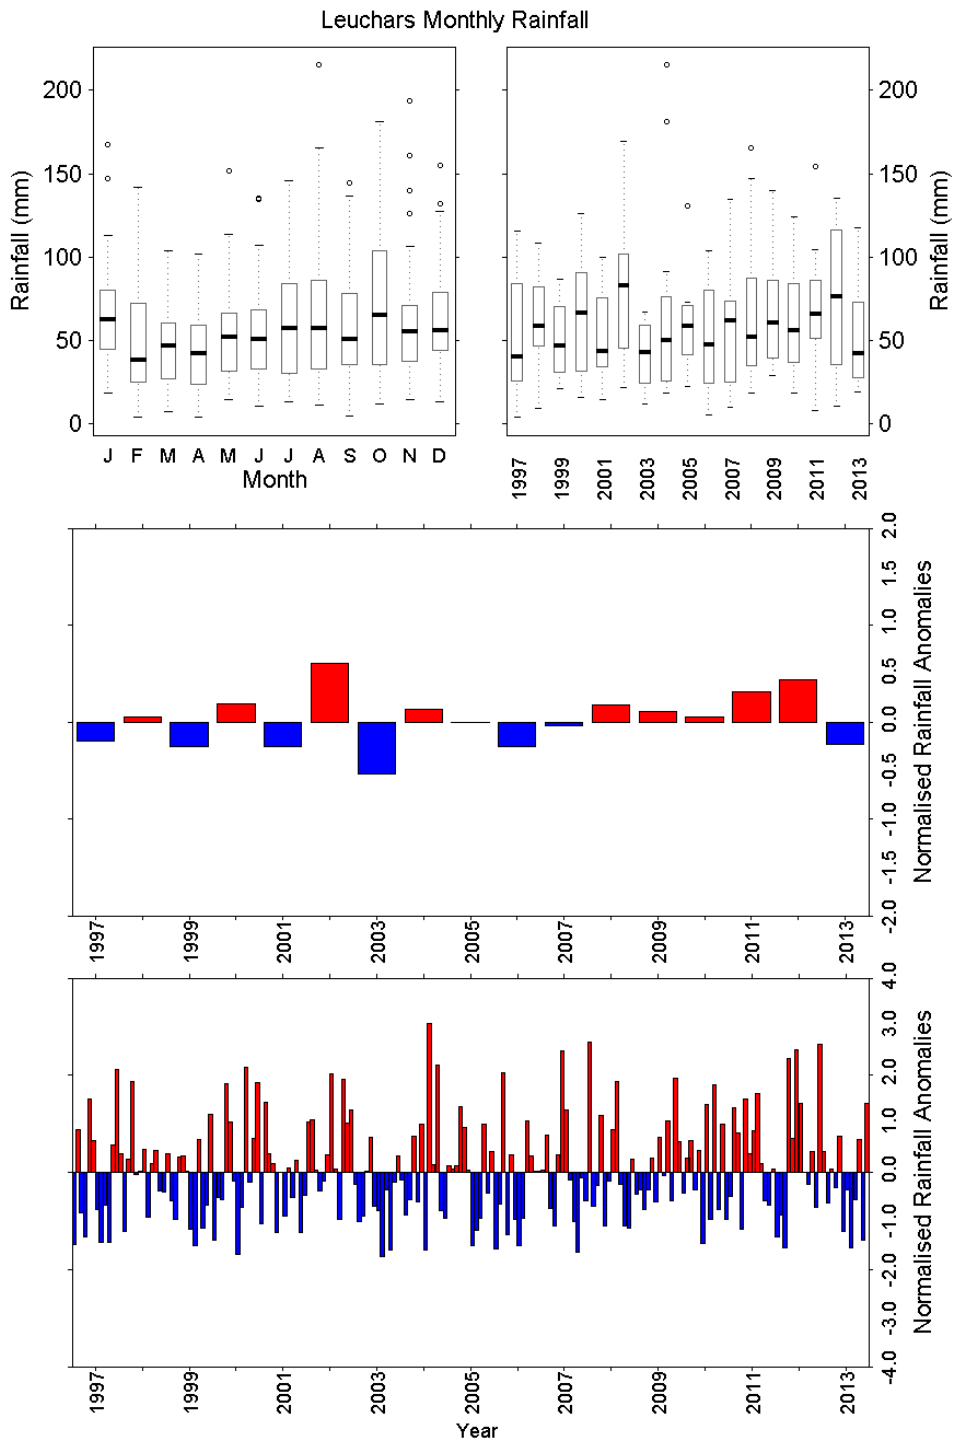 Leuchars Monthly Rainfall
Rainfall (mm)
200
150
100
50
0
J F M A M J J A S O N D
Month
200
150
100
50
0
Rainfall (mm)
1997 1999 2001 2003 2005 2007 2009 2011 2013
2.0
1.5
1.0
0.5
0.0
-0.5
-1.0
-1.5
-2.0
Normalised Rainfall Anomalies
1997 1999 2001 2003 2005 2007 2009 2011 2013
4.0
3.0
2.0
1.0
0.0
-1.0
-2.0
-3.0
-4.0
Normalised Rainfall Anomalies
1997 1999 2001 2003 2005 2007 2009 2011 2013
Year